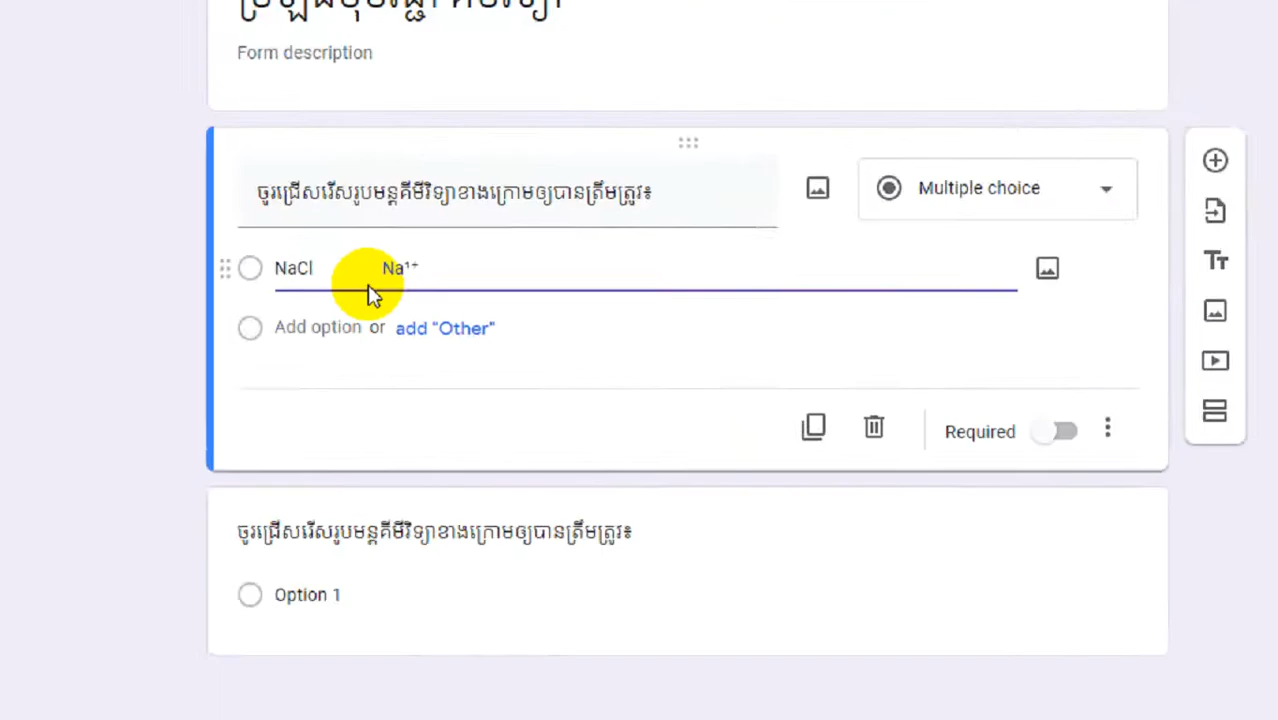 Form description
ចូរជ្រើសរើសរូបមន្តគីមីវិទ្យាខាងក្រោមឲ្យបានត្រឹមត្រូវ៖
Multiple choice
NaCl Na¹⁺
Add option or add "Other"
Required
ចូរជ្រើសរើសរូបមន្តគីមីវិទ្យាខាងក្រោមឲ្យបានត្រឹមត្រូវ៖
Option 1